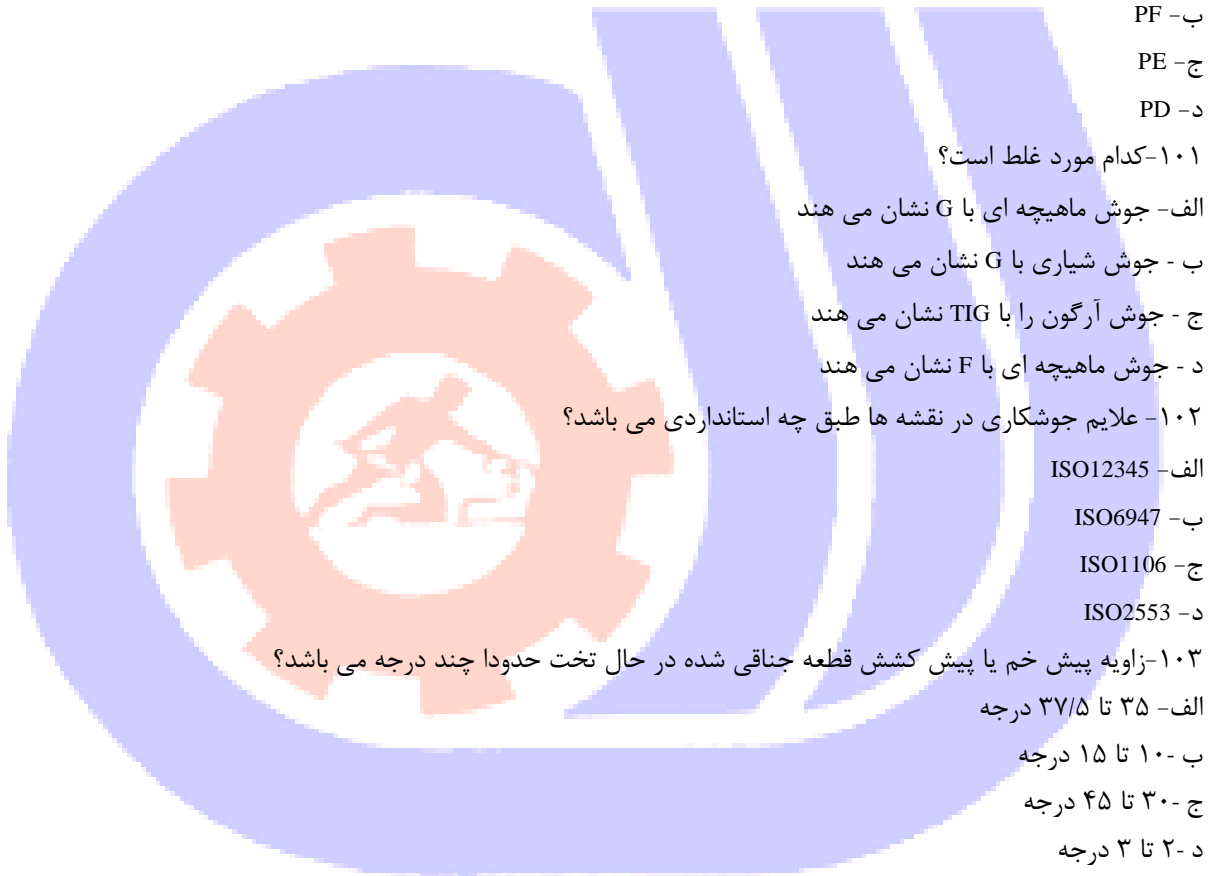 ب- PF
ج- PE
د- PD
۱۰۱-کدام مورد غلط است؟
الف- جوش ماهیچه ای با G نشان می هند
ب - جوش شیاری با G نشان می هند
ج - جوش آرگون را با TIG نشان می هند
د - جوش ماهیچه ای با F نشان می هند
۱۰۲- علایم جوشکاری در نقشه ها طبق چه استانداردی می باشد؟
الف- ISO12345
ب- ISO6947
ج- ISO1106
د- ISO2553
۱۰۳-زاویه پیش خم یا پیش کشش قطعه جناقی شده در حال تخت حدودا چند درجه می باشد؟
الف- ۳۵ تا ۳۷/۵ درجه
ب -۱۰ تا ۱۵ درجه
ج -۳۰ تا ۴۵ درجه
د -۲ تا ۳ درجه